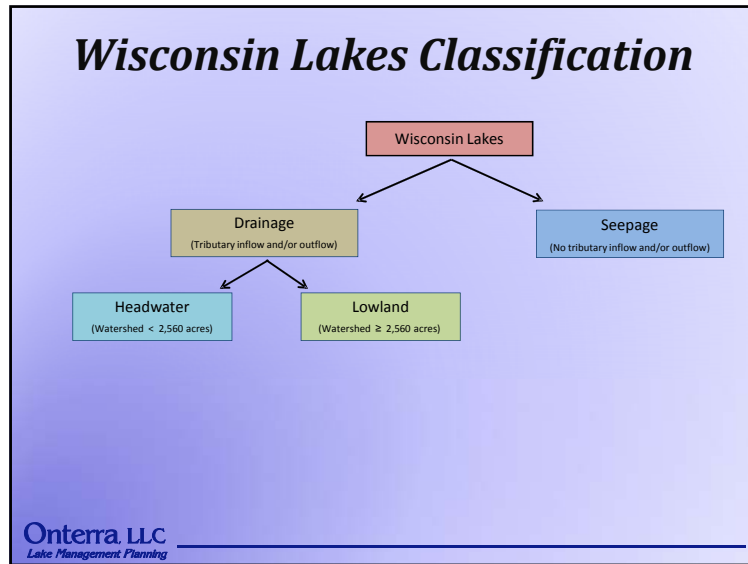 Wisconsin Lakes Classification
Wisconsin Lakes
Drainage
(Tributary inflow and/or outflow)
Seepage
(No tributary inflow and/or outflow)
Headwater
(Watershed < 2,560 acres)
Lowland
(Watershed ≥ 2,560 acres)
Onterra, LLC
Lake Management Planning